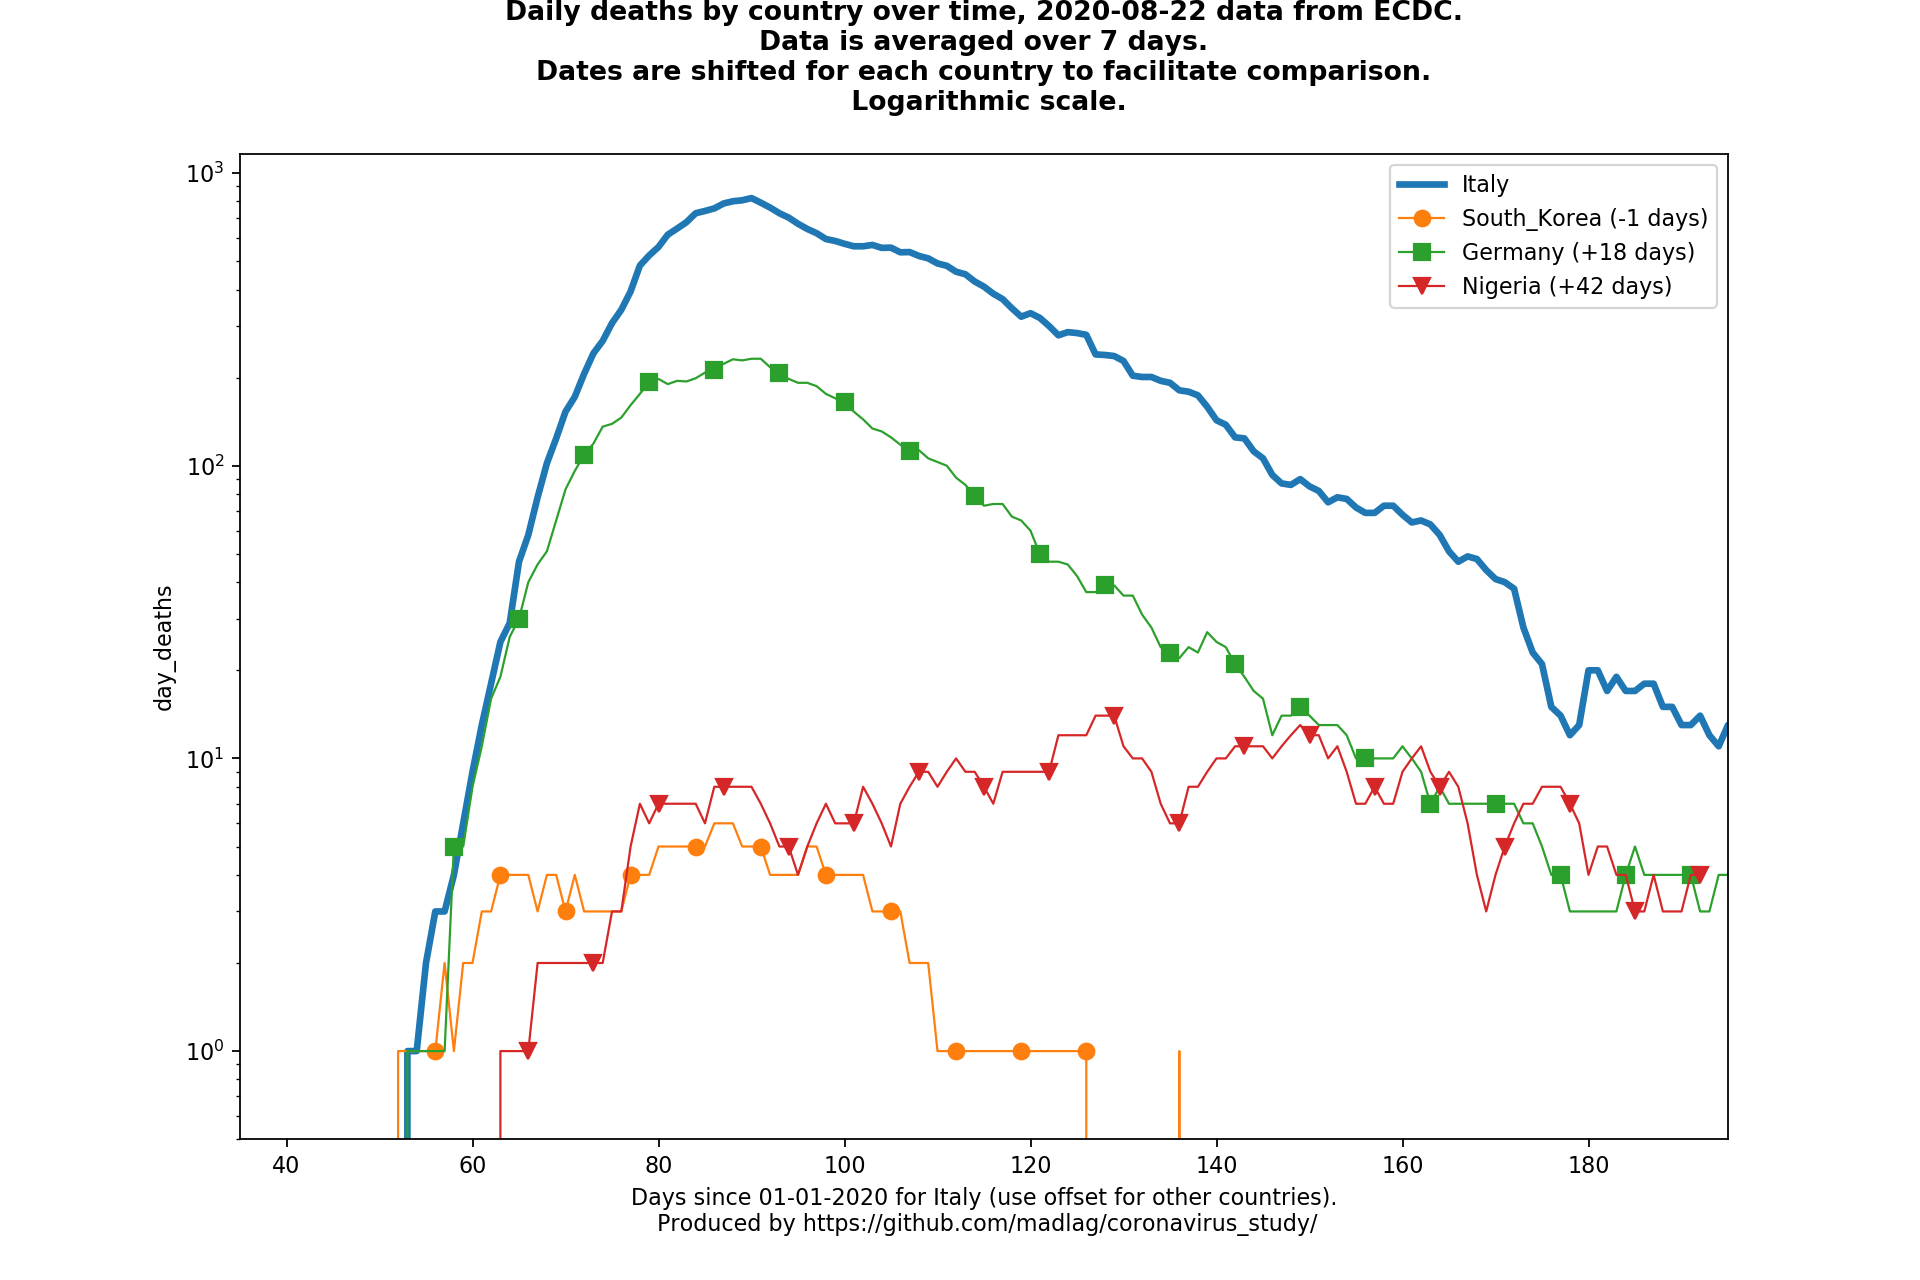 Daily deaths by country over time, 2020-08-22 data from ECDC.
Data is averaged over 7 days.
Dates are shifted for each country to facilitate comparison.
Logarithmic scale.
10³
10²
10¹
10⁰
day_deaths
Italy
South_Korea (-1 days)
Germany (+18 days)
Nigeria (+42 days)
40 60 80 100 120 140 160 180
Days since 01-01-2020 for Italy (use offset for other countries).
Produced by https://github.com/madlag/coronavirus_study/